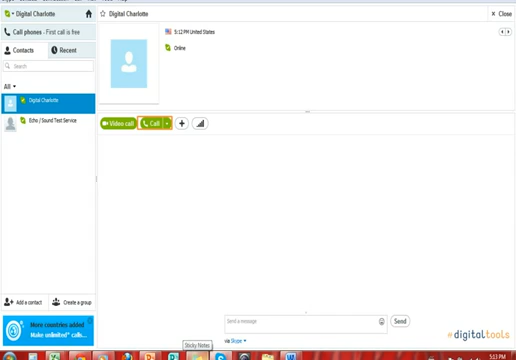 Digital Charlotte
Digital Charlotte
Close
Call phones - First call is free
5:12 PM United States
Contacts
Recent
Online
Search
All
Digital Charlotte
Echo / Sound Test Service
Video call
Call
Add a contact
Create a group
More countries added
Make unlimited* calls...
Send a message
Send
via Skype
#digitaltools
Sticky Notes
5:13 PM